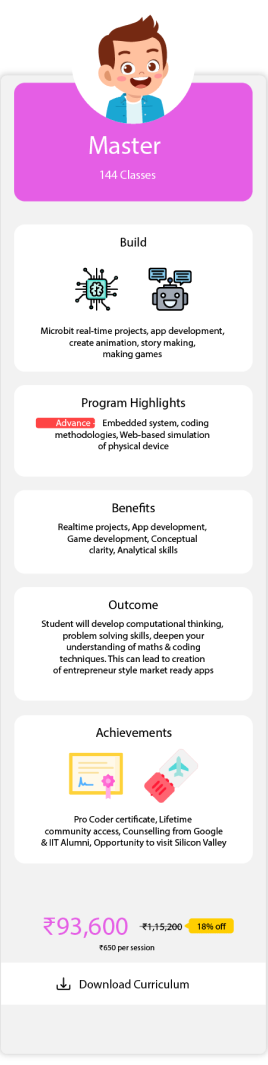 Master
144 Classes
Build
Microbit real-time projects, app development,
create animation, story making,
making games
Program Highlights
Advance - Embedded system, coding
methodologies, Web-based simulation
of physical device
Benefits
Realtime projects, App development,
Game development, Conceptual
clarity, Analytical skills
Outcome
Student will develop computational thinking,
problem solving skills, deepen your
understanding of maths & coding
techniques. This can lead to creation
of entrepreneur style market ready apps
Achievements
Pro Coder certificate, Lifetime
community access, Counselling from Google
& IIT Alumni, Opportunity to visit Silicon Valley
₹93,600 ₹1,15,200 18% off
₹650 per session
Download Curriculum